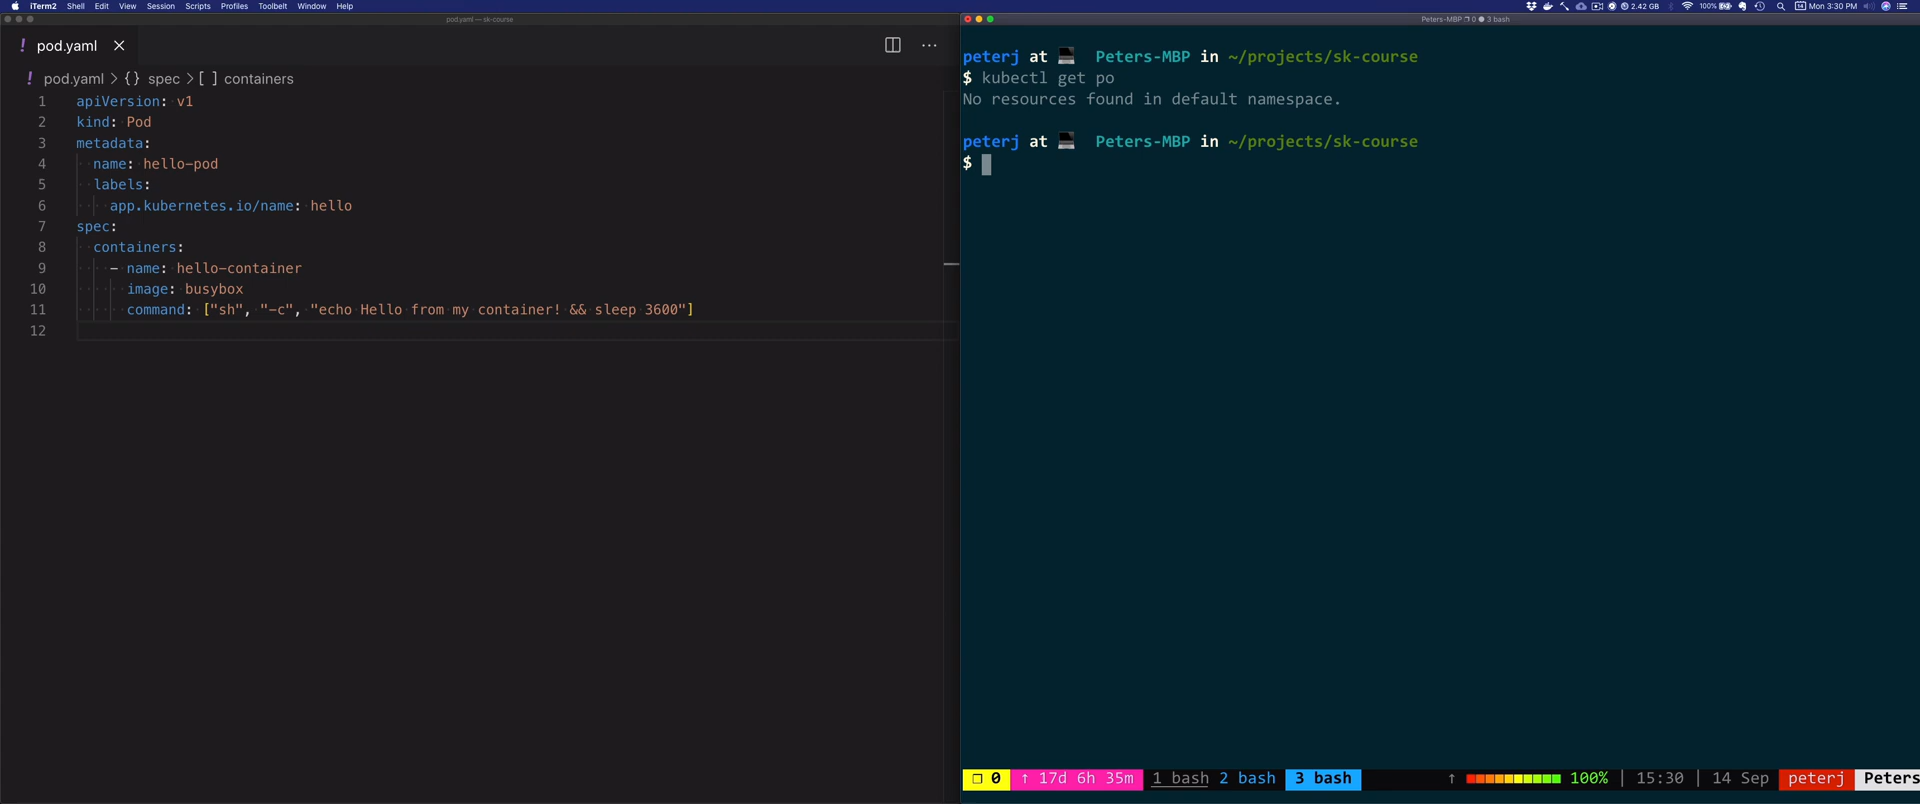 iTerm2 Shell Edit View Session Scripts Profiles Toolbelt Window Help
2.42 GB 100% Mon 3:30 PM
pod.yaml — sk-course
! pod.yaml
! pod.yaml > {} spec > [ ] containers
1 apiVersion: v1
2 kind: Pod
3 metadata:
4 name: hello-pod
5 labels:
6 app.kubernetes.io/name: hello
7 spec:
8 containers:
9 - name: hello-container
10 image: busybox
11 command: ["sh", "-c", "echo Hello from my container! && sleep 3600"]
12
Peters-MBP ❐ 0 ● 3 bash
peterj at 💻 Peters-MBP in ~/projects/sk-course
$ kubectl get po
No resources found in default namespace.
peterj at 💻 Peters-MBP in ~/projects/sk-course
$
❐ 0 ↑ 17d 6h 35m 1 bash 2 bash 3 bash ↑ 100% | 15:30 | 14 Sep peterj Peters